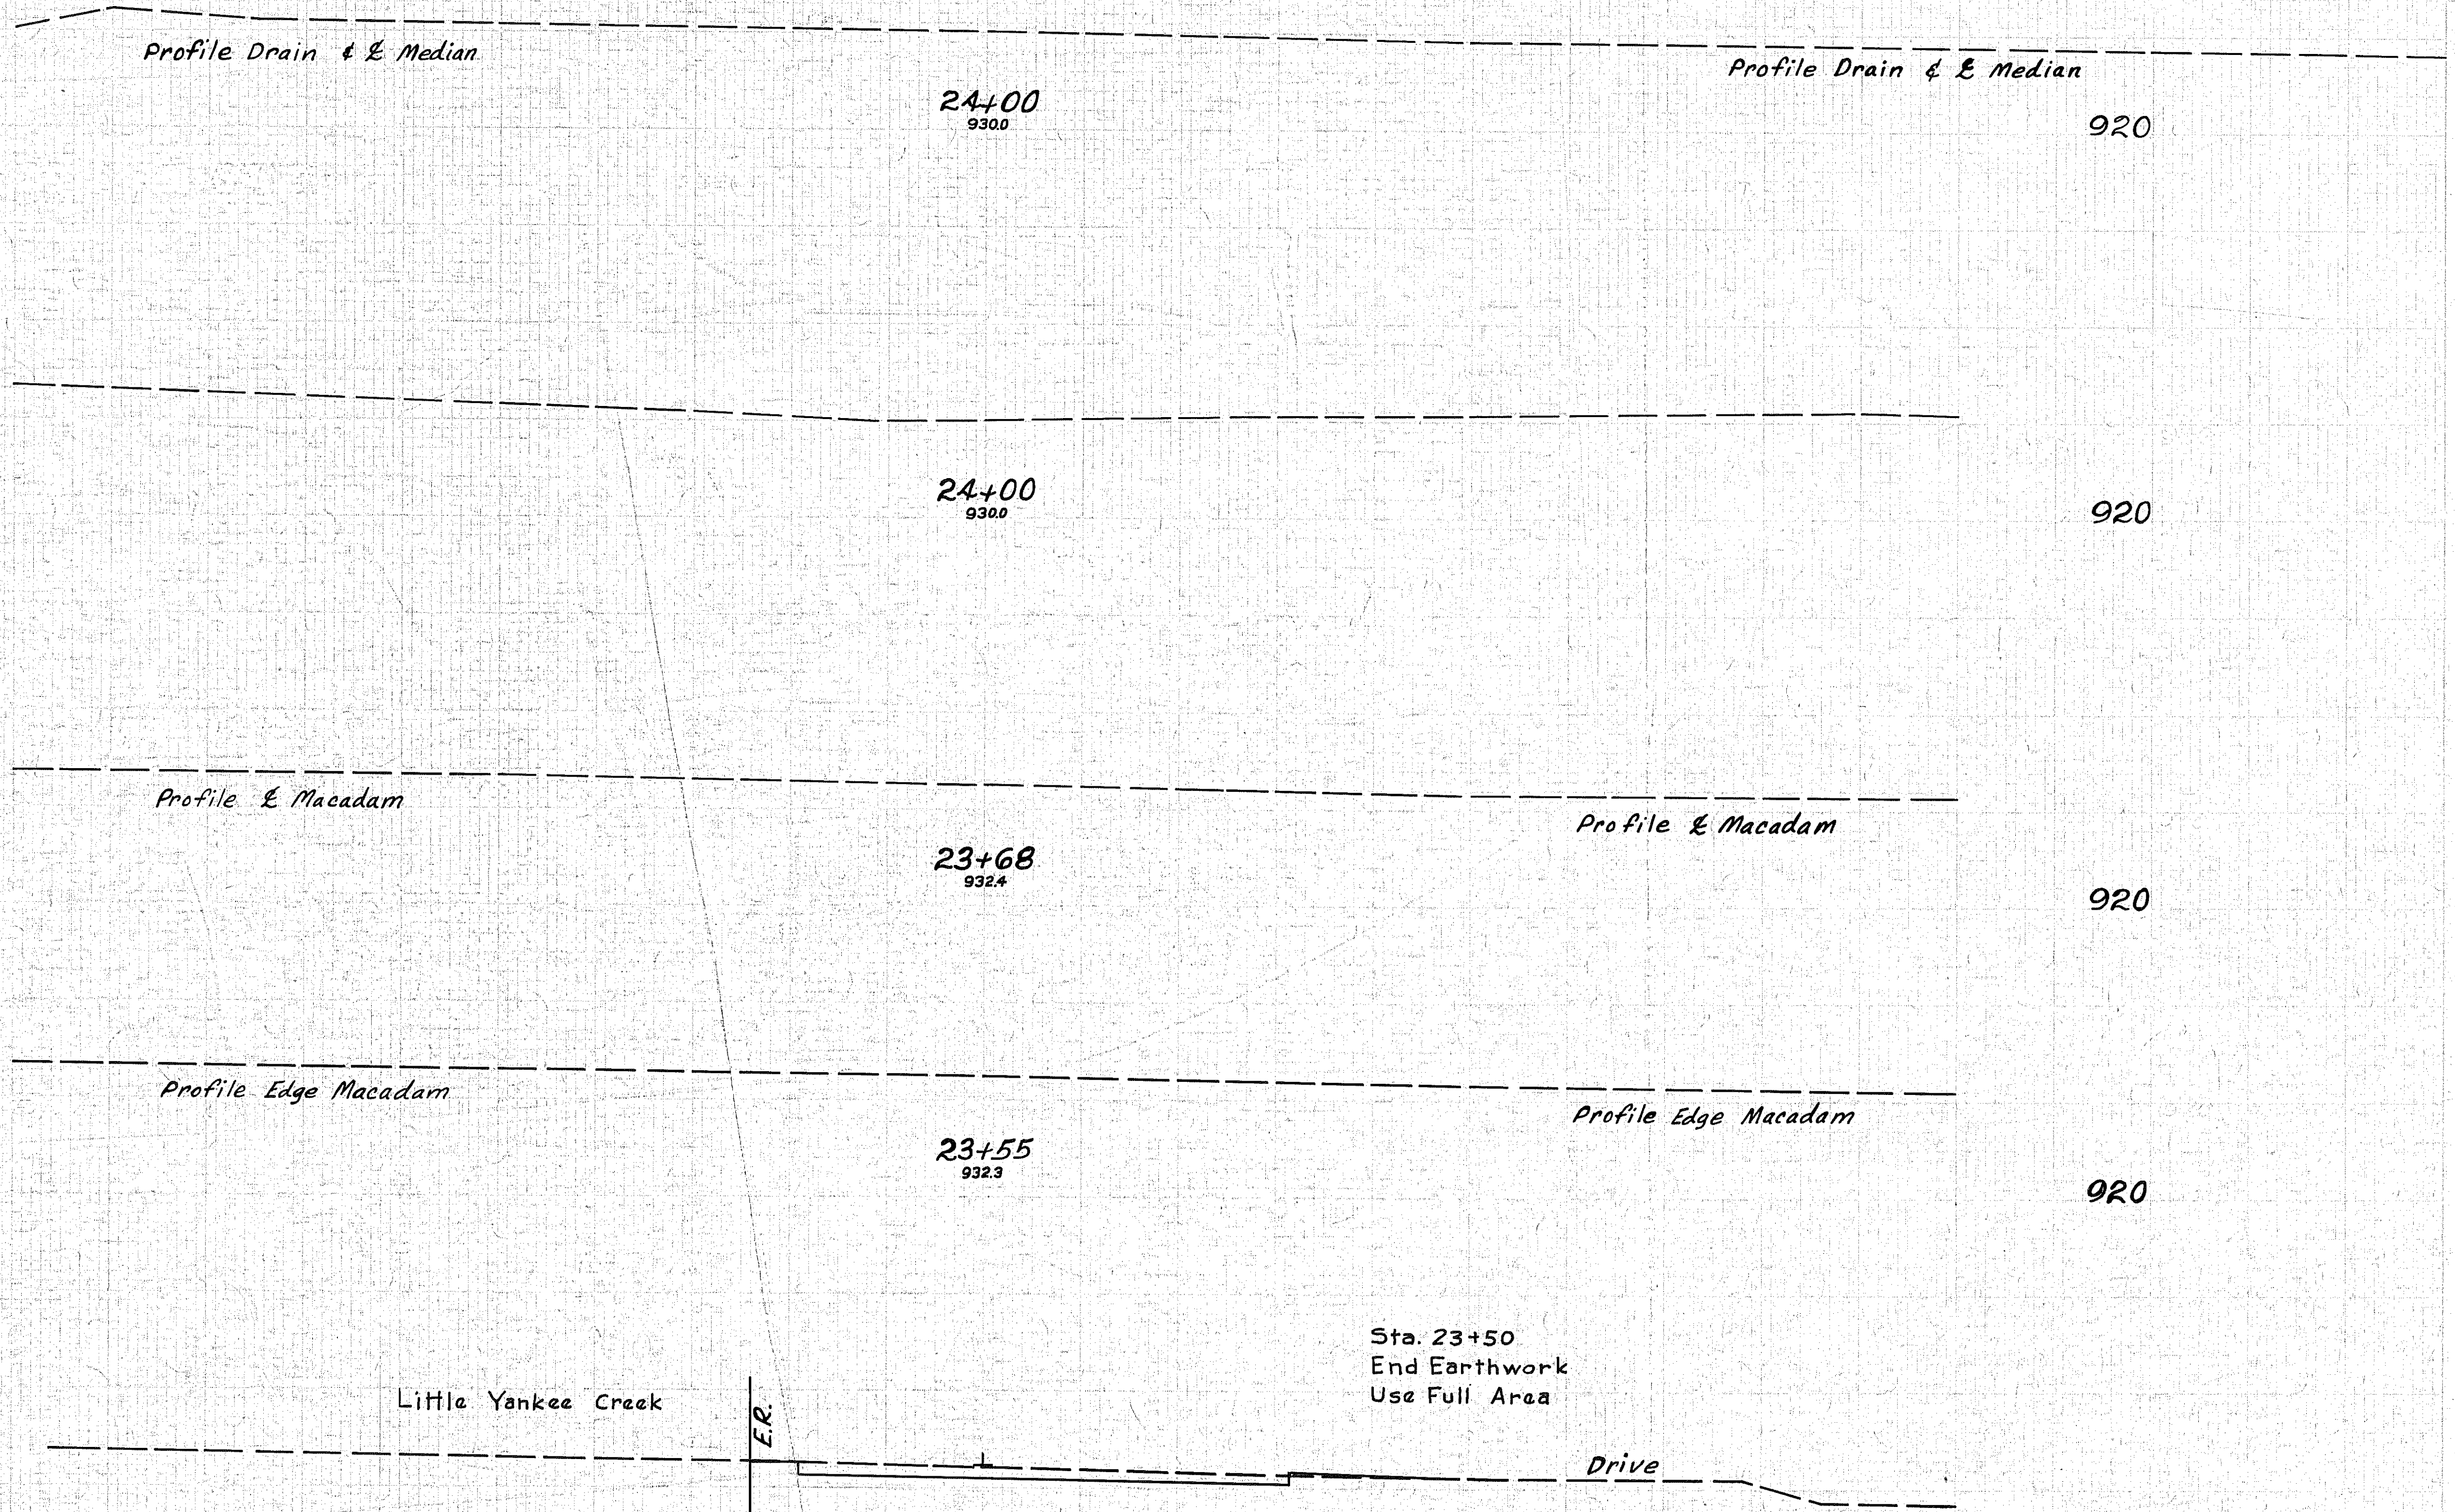 Profile Drain & ℄ Median
Profile Drain & ℄ Median
24+00
930.0
920
24+00
930.0
920
Profile ℄ Macadam
Profile ℄ Macadam
23+68
932.4
920
Profile Edge Macadam
Profile Edge Macadam
23+55
932.3
920
Sta. 23+50
End Earthwork
Use Full Area
Little Yankee Creek
E.R.
Drive